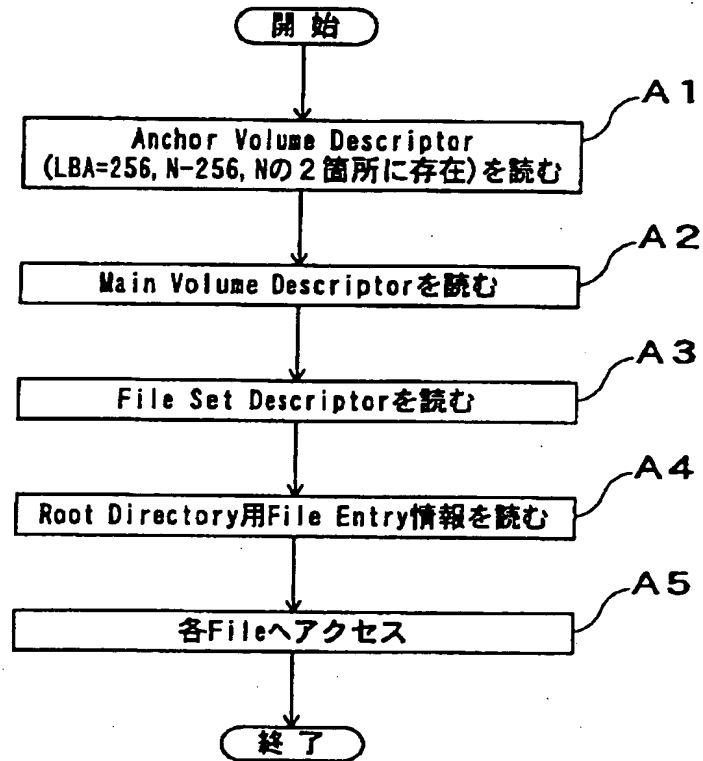 開 始
A1
Anchor Volume Descriptor
(LBA=256, N-256, Nの2箇所に存在)を読む
A2
Main Volume Descriptorを読む
A3
File Set Descriptorを読む
A4
Root Directory用File Entry情報を読む
A5
各Fileへアクセス
終 了